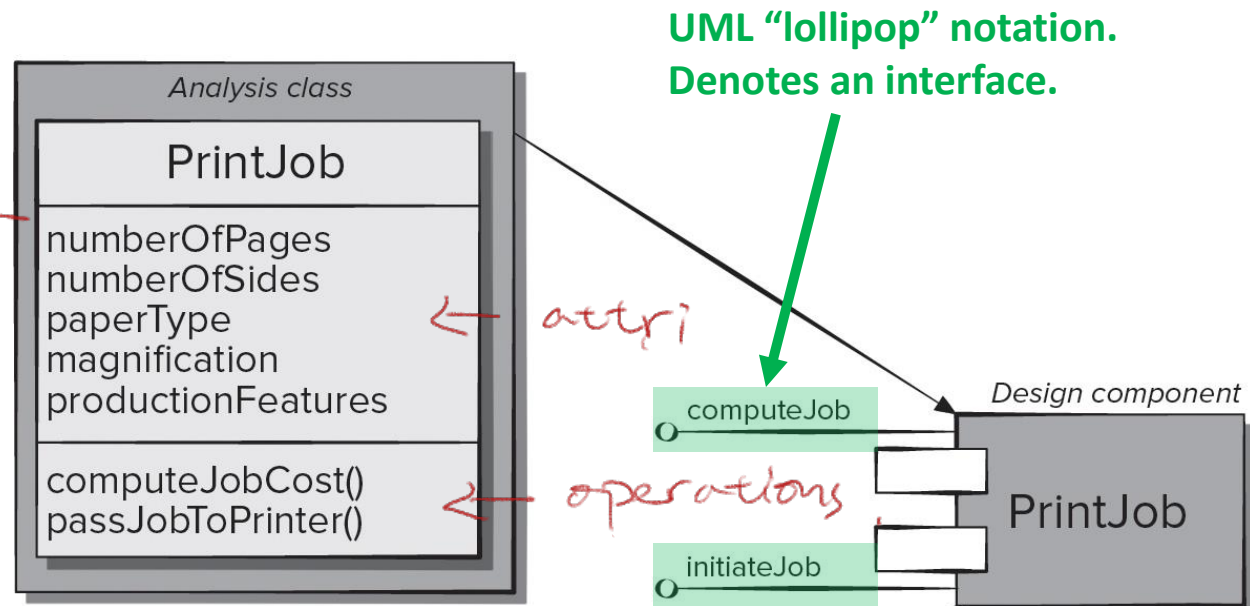 UML “lollipop” notation.
Denotes an interface.
Analysis class
PrintJob
numberOfPages
numberOfSides
paperType
magnification
productionFeatures
← attri
computeJobCost()
passJobToPrinter()
← operations
computeJob
initiateJob
Design component
PrintJob